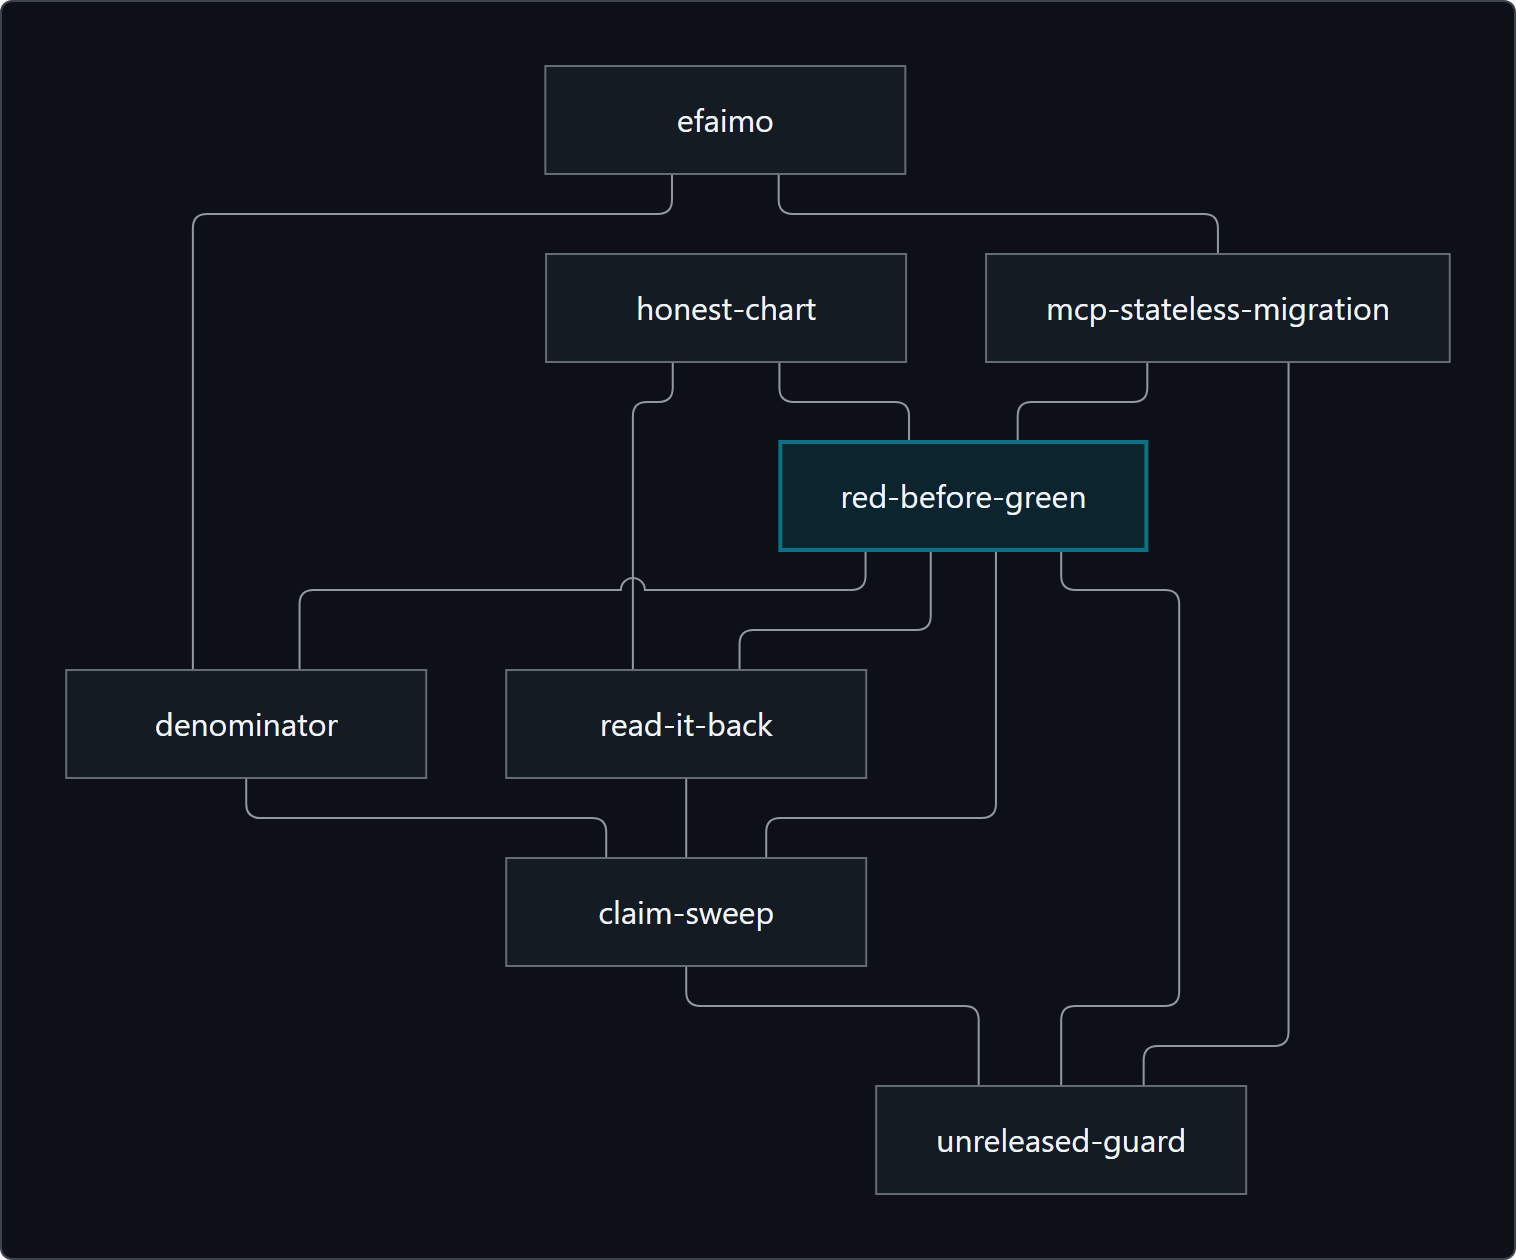 efaimo
honest-chart
mcp-stateless-migration
red-before-green
denominator
read-it-back
claim-sweep
unreleased-guard